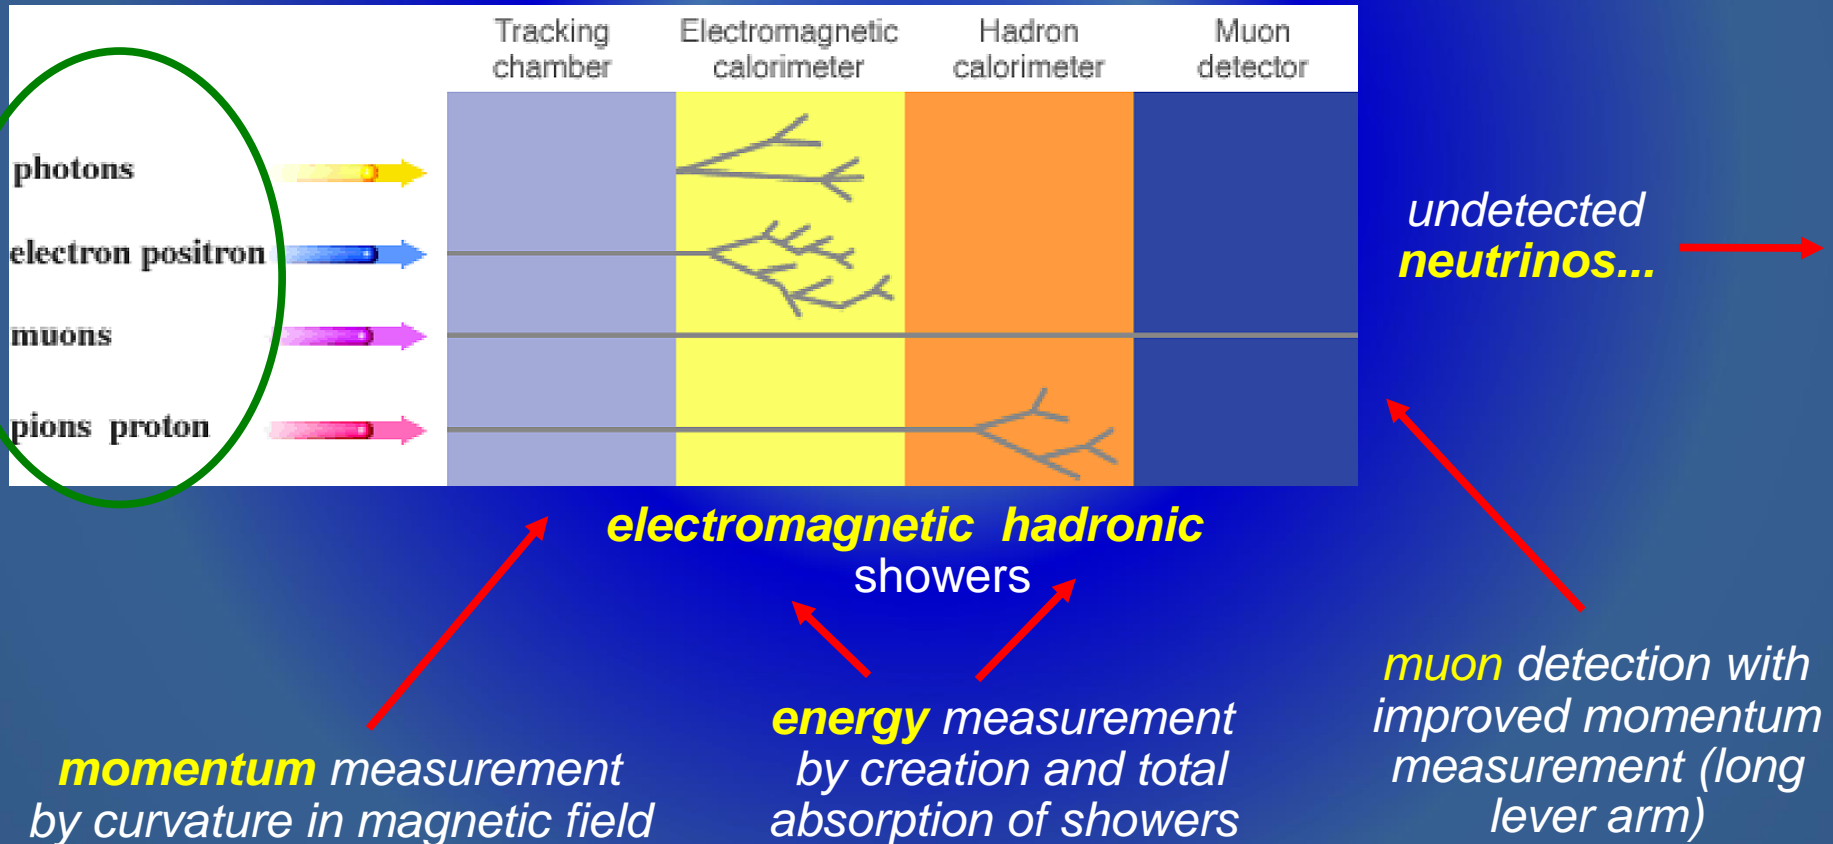 Tracking
chamber
Electromagnetic
calorimeter
Hadron
calorimeter
Muon
detector
photons
electron positron
muons
pions proton
undetected
neutrinos...
electromagnetic hadronic
showers
momentum measurement
by curvature in magnetic field
energy measurement
by creation and total
absorption of showers
muon detection with
improved momentum
measurement (long
lever arm)